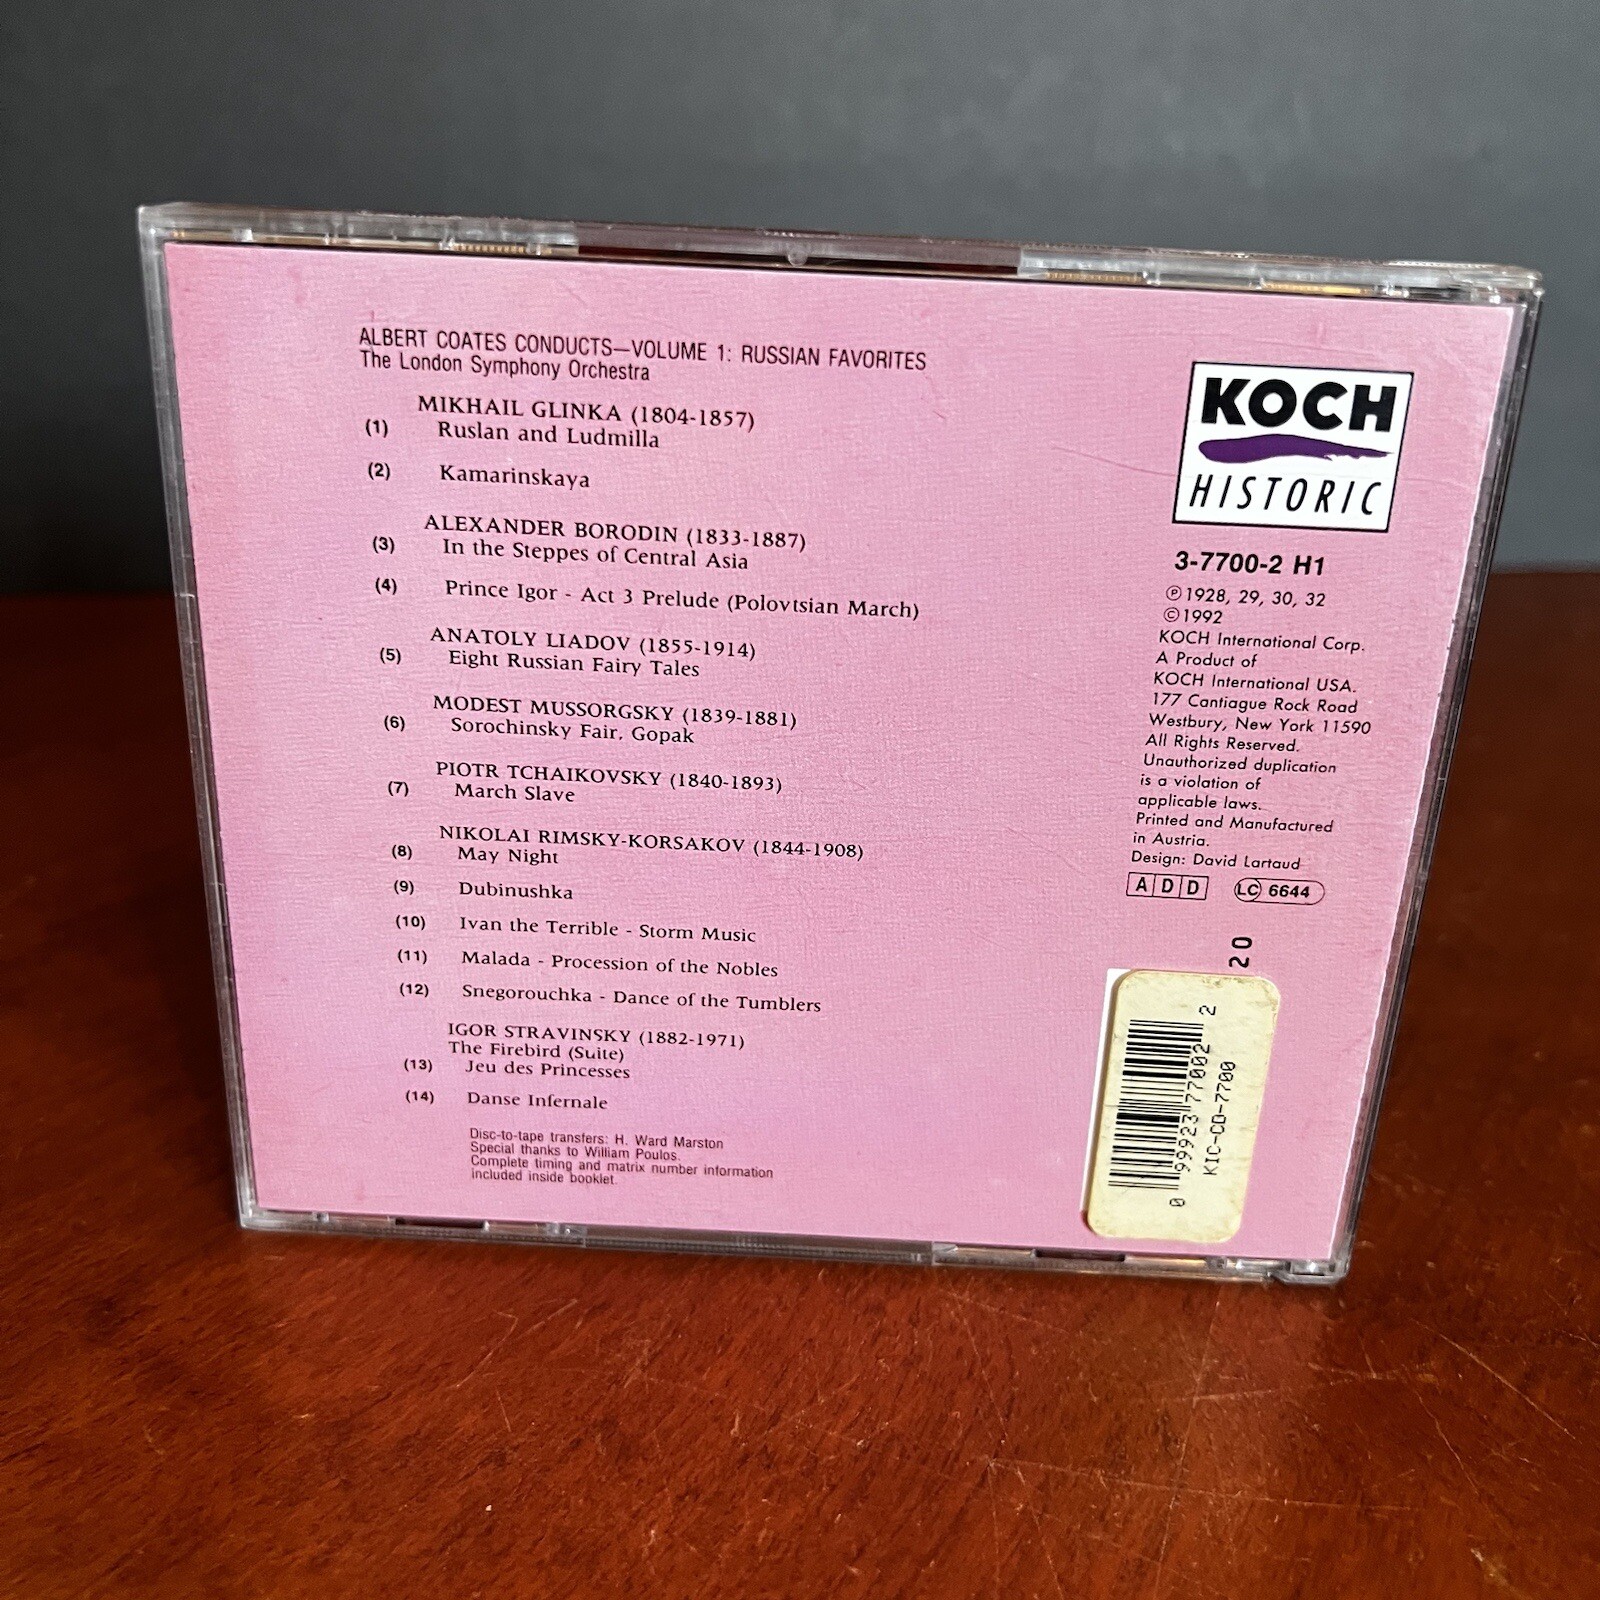 ALBERT COATES CONDUCTS—VOLUME 1: RUSSIAN FAVORITES
The London Symphony Orchestra
MIKHAIL GLINKA (1804-1857)
(1) Ruslan and Ludmilla
(2) Kamarinskaya
ALEXANDER BORODIN (1833-1887)
(3) In the Steppes of Central Asia
(4) Prince Igor - Act 3 Prelude (Polovtsian March)
ANATOLY LIADOV (1855-1914)
(5) Eight Russian Fairy Tales
MODEST MUSSORGSKY (1839-1881)
(6) Sorochinsky Fair, Gopak
PIOTR TCHAIKOVSKY (1840-1893)
(7) March Slave
NIKOLAI RIMSKY-KORSAKOV (1844-1908)
(8) May Night
(9) Dubinushka
(10) Ivan the Terrible - Storm Music
(11) Malada - Procession of the Nobles
(12) Snegorouchka - Dance of the Tumblers
IGOR STRAVINSKY (1882-1971)
The Firebird (Suite)
(13) Jeu des Princesses
(14) Danse Infernale
Disc-to-tape transfers: H. Ward Marston
Special thanks to William Poulos.
Complete timing and matrix number information
included inside booklet.
KOCH
HISTORIC
3-7700-2 H1
℗ 1928, 29, 30, 32
© 1992
KOCH International Corp.
A Product of
KOCH International USA.
177 Cantiague Rock Road
Westbury, New York 11590
All Rights Reserved.
Unauthorized duplication
is a violation of
applicable laws.
Printed and Manufactured
in Austria.
Design: David Lartaud
ADD LC 6644
20
0 99923 77002 2
KIC-CD-7700